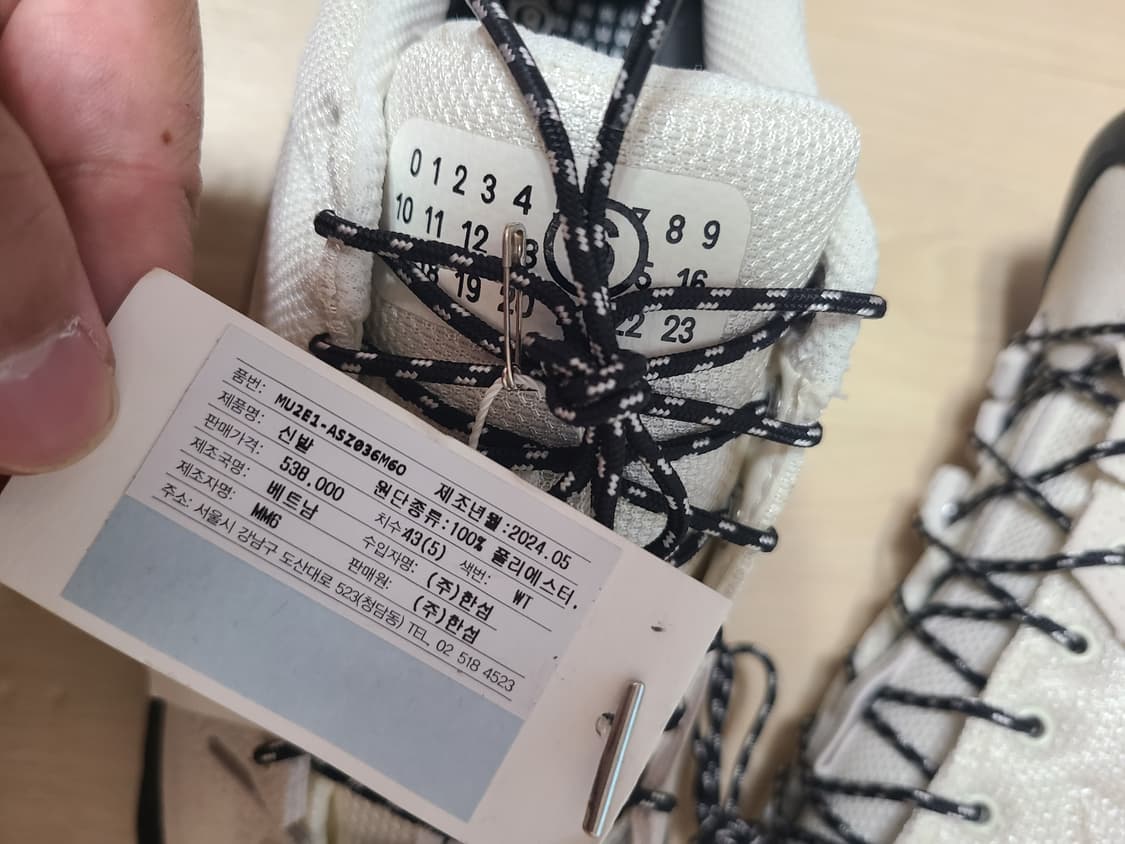 0 1 2 3 4 6 8 9
10 11 12 16
19 20 22 23
품번: MU2E1-ASZ036M60
제품명: 신발 제조년월:2024.05
판매가격: 538,000 원단종류:100% 폴리에스터.
제조국명: 베트남 치수:43(5) 색번: WT
제조자명: MM6 수입자명: (주)한섬
판매원: (주)한섬
주소: 서울시 강남구 도산대로 523(청담동) TEL. 02 518 4523